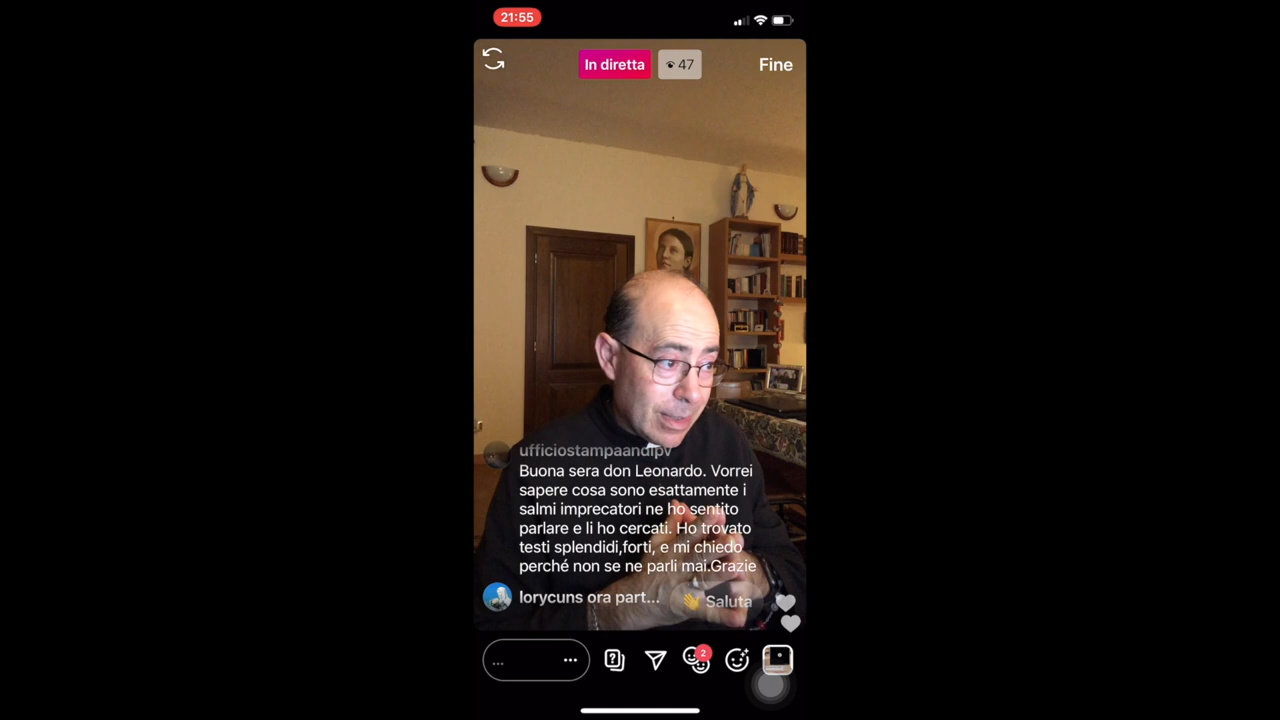 21:55
In diretta
47
Fine
ufficiostampaandipv
Buona sera don Leonardo. Vorrei
sapere cosa sono esattamente i
salmi imprecatori ne ho sentito
parlare e li ho cercati. Ho trovato
testi splendidi,forti, e mi chiedo
perché non se ne parli mai.Grazie
lorycuns ora part...
👋 Saluta
...
2